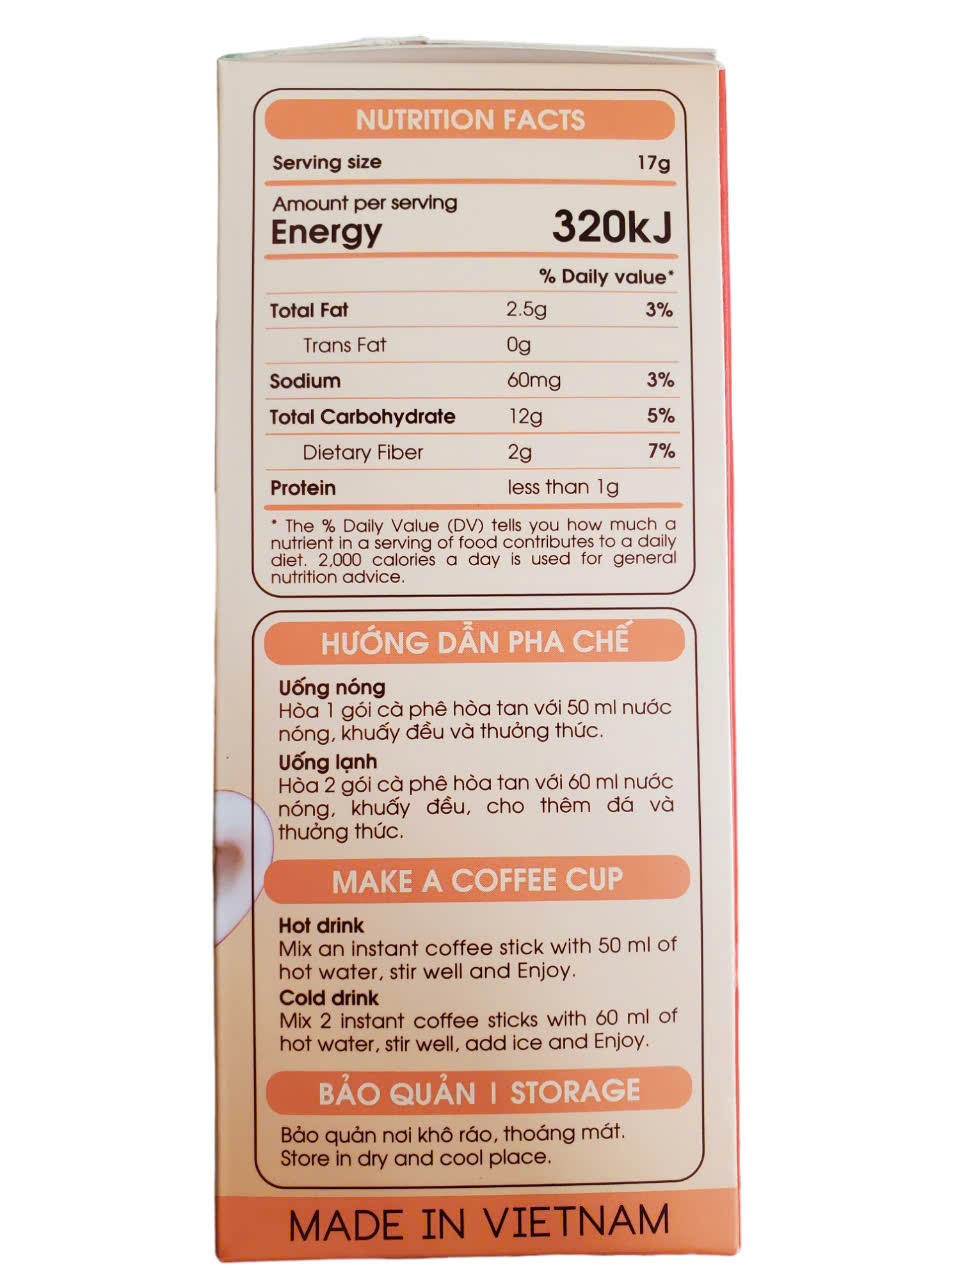 NUTRITION FACTS
Serving size 17g
Amount per serving
Energy 320kJ
% Daily value*
Total Fat 2.5g 3%
Trans Fat 0g
Sodium 60mg 3%
Total Carbohydrate 12g 5%
Dietary Fiber 2g 7%
Protein less than 1g
* The % Daily Value (DV) tells you how much a
nutrient in a serving of food contributes to a daily
diet. 2,000 calories a day is used for general
nutrition advice.
HƯỚNG DẪN PHA CHẾ
Uống nóng
Hòa 1 gói cà phê hòa tan với 50 ml nước
nóng, khuấy đều và thưởng thức.
Uống lạnh
Hòa 2 gói cà phê hòa tan với 60 ml nước
nóng, khuấy đều, cho thêm đá và
thưởng thức.
MAKE A COFFEE CUP
Hot drink
Mix an instant coffee stick with 50 ml of
hot water, stir well and Enjoy.
Cold drink
Mix 2 instant coffee sticks with 60 ml of
hot water, stir well, add ice and Enjoy.
BẢO QUẢN | STORAGE
Bảo quản nơi khô ráo, thoáng mát.
Store in dry and cool place.
MADE IN VIETNAM